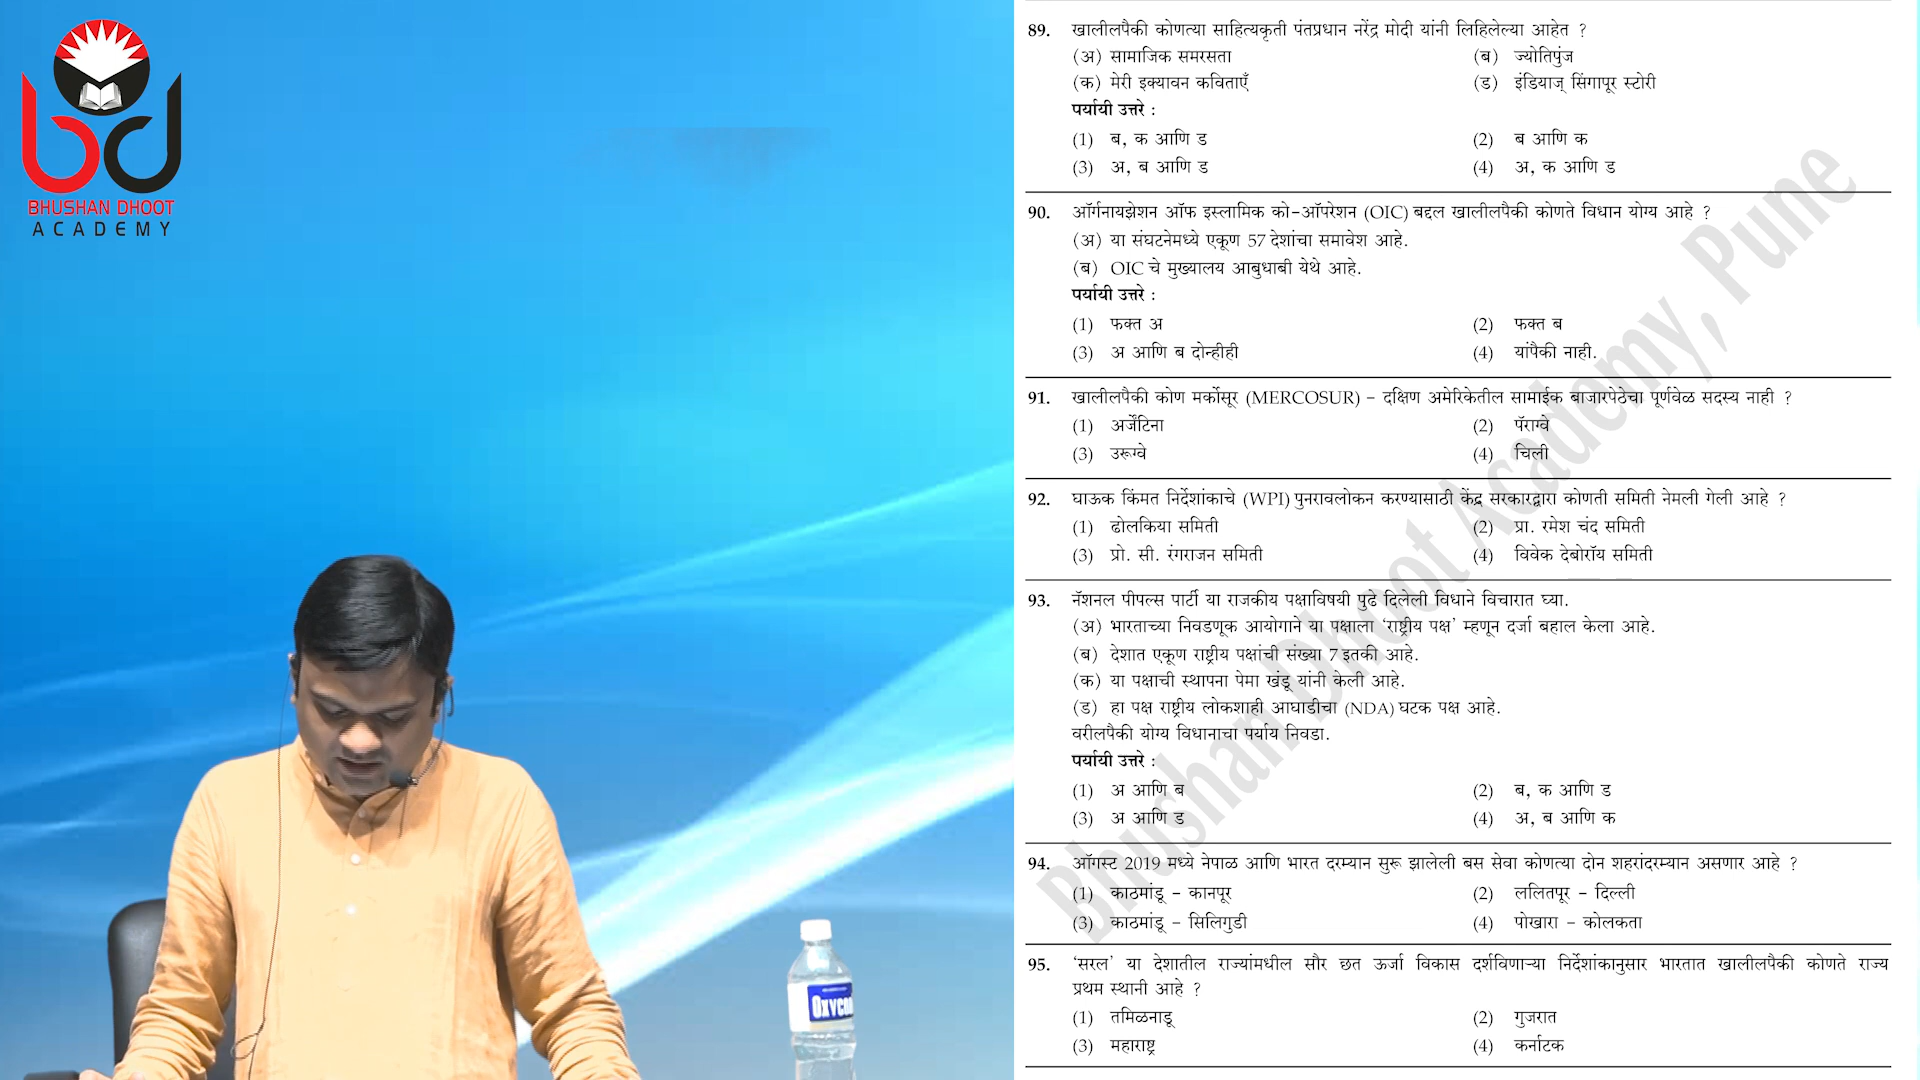 BHUSHAN DHOOT
ACADEMY
89. खालीलपैकी कोणत्या साहित्यकृती पंतप्रधान नरेंद्र मोदी यांनी लिहिलेल्या आहेत ?
(अ) सामाजिक समरसता (ब) ज्योतिपुंज
(क) मेरी इक्यावन कविताएँ (ड) इंडियाज् सिंगापूर स्टोरी
पर्यायी उत्तरे :
(1) ब, क आणि ड (2) ब आणि क
(3) अ, ब आणि ड (4) अ, क आणि ड
90. ऑर्गनायझेशन ऑफ इस्लामिक को-ऑपरेशन (OIC) बद्दल खालीलपैकी कोणते विधान योग्य आहे ?
(अ) या संघटनेमध्ये एकूण 57 देशांचा समावेश आहे.
(ब) OIC चे मुख्यालय आबुधाबी येथे आहे.
पर्यायी उत्तरे :
(1) फक्त अ (2) फक्त ब
(3) अ आणि ब दोन्हीही (4) यांपैकी नाही.
91. खालीलपैकी कोण मर्कोसूर (MERCOSUR) – दक्षिण अमेरिकेतील सामाईक बाजारपेठेचा पूर्णवेळ सदस्य नाही ?
(1) अर्जेंटिना (2) पॅराग्वे
(3) उरूग्वे (4) चिली
92. घाऊक किंमत निर्देशांकाचे (WPI) पुनरावलोकन करण्यासाठी केंद्र सरकारद्वारा कोणती समिती नेमली गेली आहे ?
(1) ढोलकिया समिती (2) प्रा. रमेश चंद समिती
(3) प्रो. सी. रंगराजन समिती (4) विवेक देबोरॉय समिती
93. नॅशनल पीपल्स पार्टी या राजकीय पक्षाविषयी पुढे दिलेली विधाने विचारात घ्या.
(अ) भारताच्या निवडणूक आयोगाने या पक्षाला ‘राष्ट्रीय पक्ष’ म्हणून दर्जा बहाल केला आहे.
(ब) देशात एकूण राष्ट्रीय पक्षांची संख्या 7 इतकी आहे.
(क) या पक्षाची स्थापना पेमा खंडू यांनी केली आहे.
(ड) हा पक्ष राष्ट्रीय लोकशाही आघाडीचा (NDA) घटक पक्ष आहे.
वरीलपैकी योग्य विधानाचा पर्याय निवडा.
पर्यायी उत्तरे :
(1) अ आणि ब (2) ब, क आणि ड
(3) अ आणि ड (4) अ, ब आणि क
94. ऑगस्ट 2019 मध्ये नेपाळ आणि भारत दरम्यान सुरू झालेली बस सेवा कोणत्या दोन शहरांदरम्यान असणार आहे ?
(1) काठमांडू – कानपूर (2) ललितपूर – दिल्ली
(3) काठमांडू – सिलिगुडी (4) पोखारा – कोलकता
95. ‘सरल’ या देशातील राज्यांमधील सौर छत ऊर्जा विकास दर्शविणाऱ्या निर्देशांकानुसार भारतात खालीलपैकी कोणते राज्य
प्रथम स्थानी आहे ?
(1) तमिळनाडू (2) गुजरात
(3) महाराष्ट्र (4) कर्नाटक
Bhushan Dhoot Academy, Pune